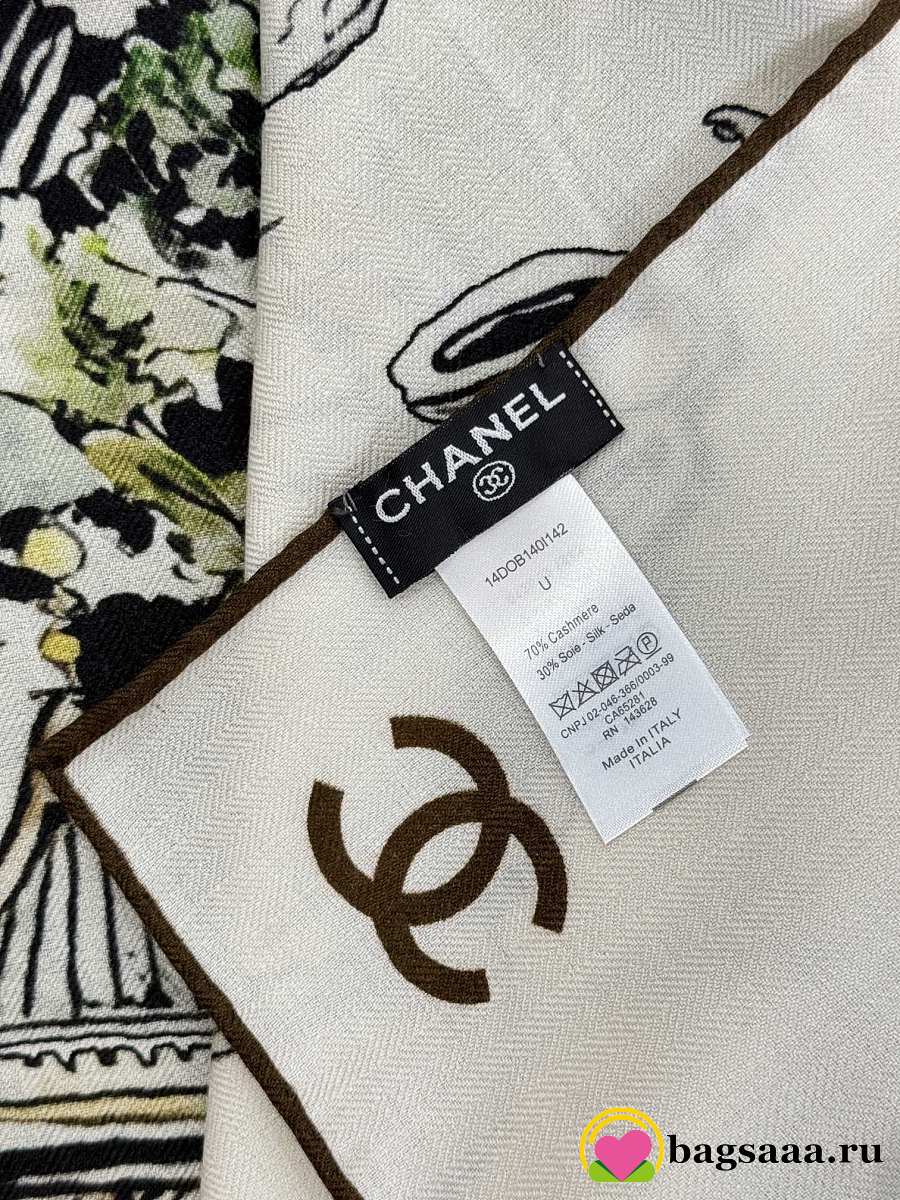 CHANEL
14DOB140I142
U
70% Cashmere
30% Soie - Silk - Seda
P
CNPJ 02-046-366/0003-99
CA65281
RN 143628
Made In ITALY
ITALIA
bagsaaa.ru